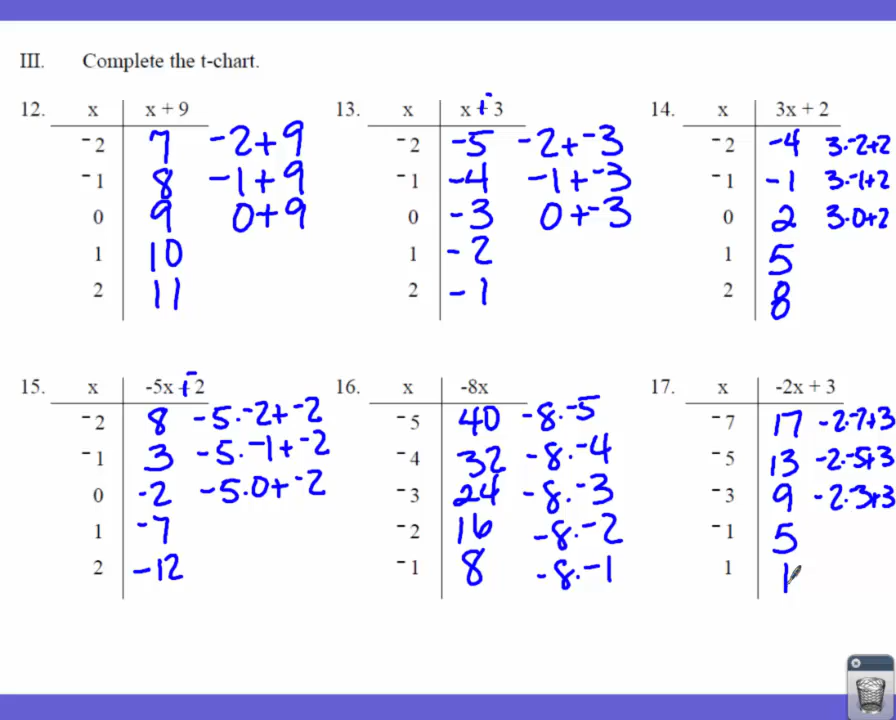 III. Complete the t-chart.
12. x x + 9
-2 7 -2+9
-1 8 -1+9
0 9 0+9
1 10
2 11
13. x x + -3
-2 -5 -2+-3
-1 -4 -1+-3
0 -3 0+-3
1 -2
2 -1
14. x 3x + 2
-2 -4 3·-2+2
-1 -1 3·-1+2
0 2 3·0+2
1 5
2 8
15. x -5x + -2
-2 8 -5·-2+-2
-1 3 -5·-1+-2
0 -2 -5·0+-2
1 -7
2 -12
16. x -8x
-5 40 -8·-5
-4 32 -8·-4
-3 24 -8·-3
-2 16 -8·-2
-1 8 -8·-1
17. x -2x + 3
-7 17 -2·-7+3
-5 13 -2·-5+3
-3 9 -2·-3+3
-1 5
1 1